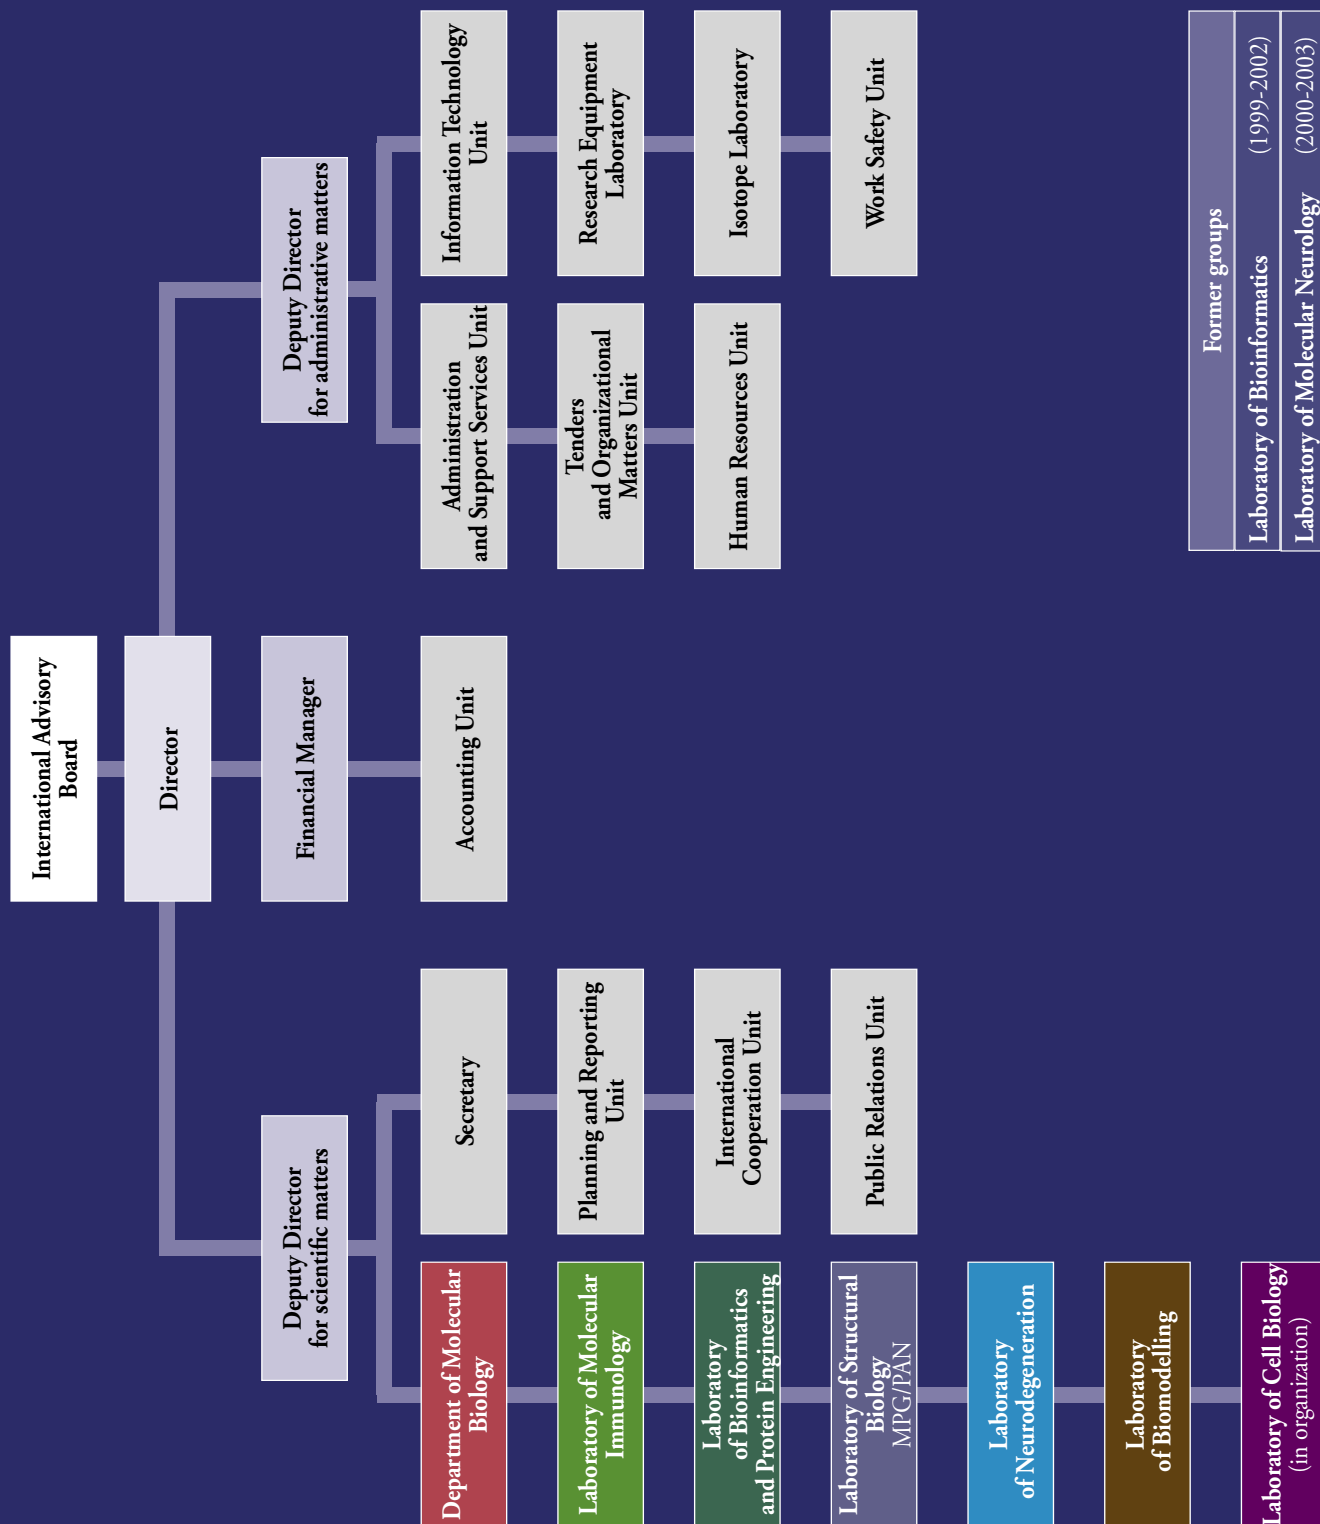 International Advisory
Board
Director
Deputy Director
for scientific matters
Financial Manager
Deputy Director
for administrative matters
Department of Molecular
Biology
Secretary
Accounting Unit
Administration
and Support Services Unit
Information Technology
Unit
Laboratory of Molecular
Immunology
Planning and Reporting
Unit
Tenders
and Organizational
Matters Unit
Research Equipment
Laboratory
Laboratory
of Bioinformatics
and Protein Engineering
International
Cooperation Unit
Human Resources Unit
Isotope Laboratory
Laboratory of Structural
Biology
MPG/PAN
Public Relations Unit
Work Safety Unit
Laboratory
of Neurodegeneration
Laboratory
of Biomodelling
Laboratory of Cell Biology
(in organization)
Former groups
Laboratory of Bioinformatics (1999-2002)
Laboratory of Molecular Neurology (2000-2003)